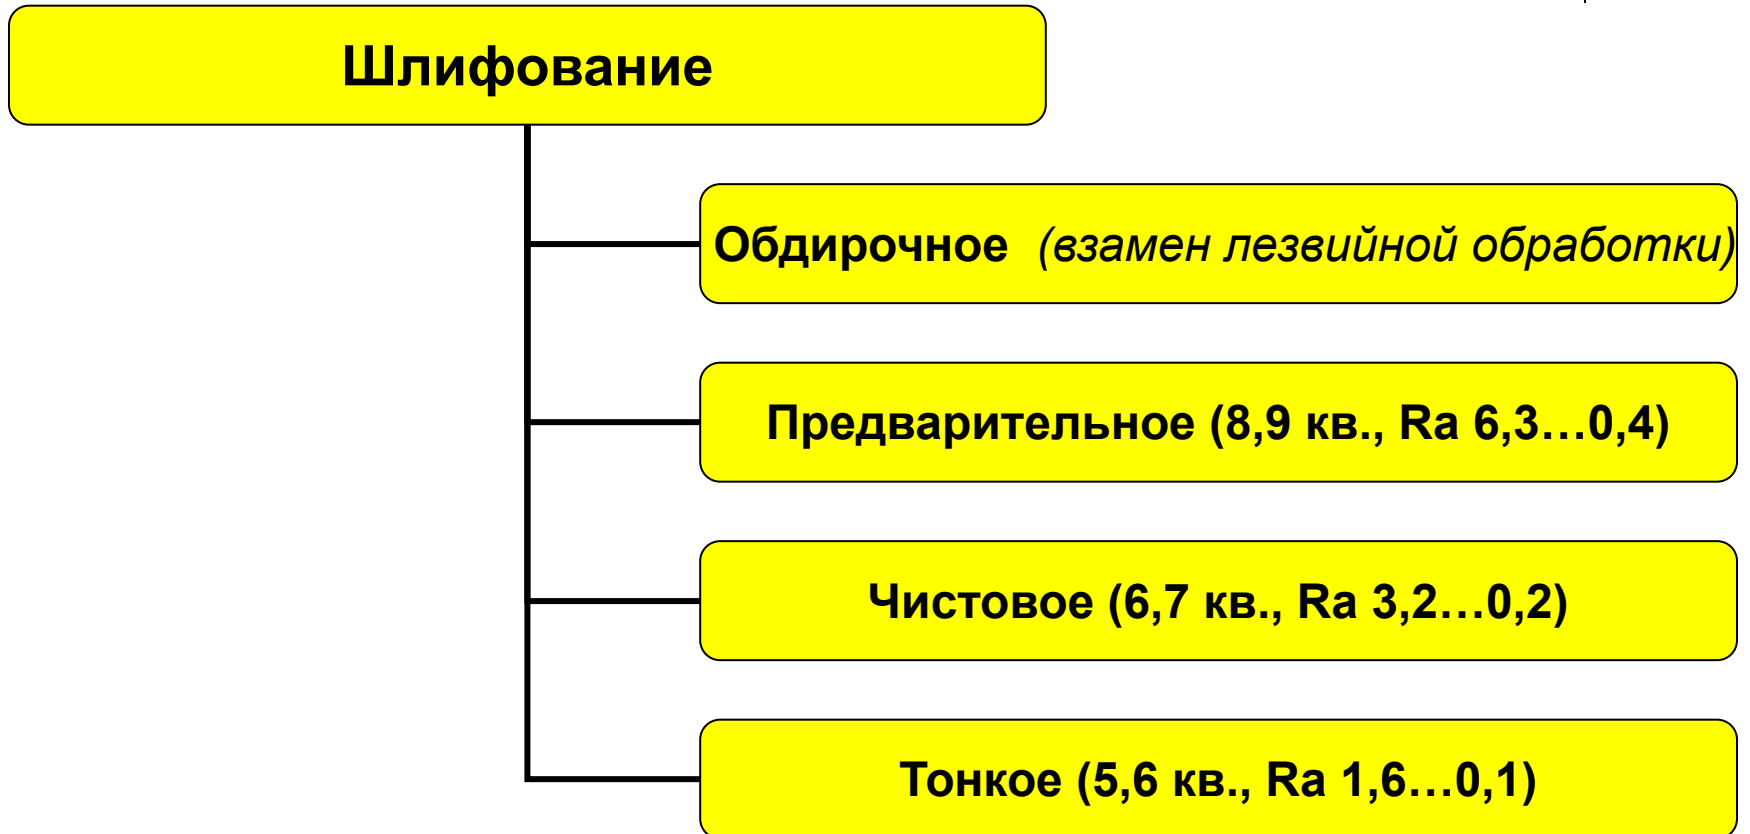 Шлифование
Обдирочное (взамен лезвийной обработки)
Предварительное (8,9 кв., Ra 6,3…0,4)
Чистовое (6,7 кв., Ra 3,2…0,2)
Тонкое (5,6 кв., Ra 1,6…0,1)